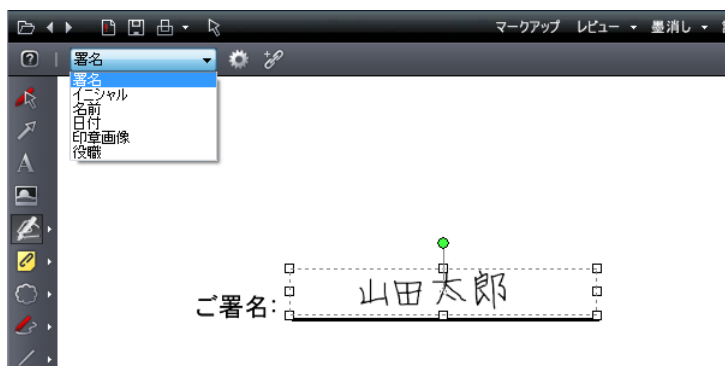 マークアップ レビュー 墨消し
署名
署名
イニシャル
名前
日付
印章画像
役職
A
ご署名: 山田太郎